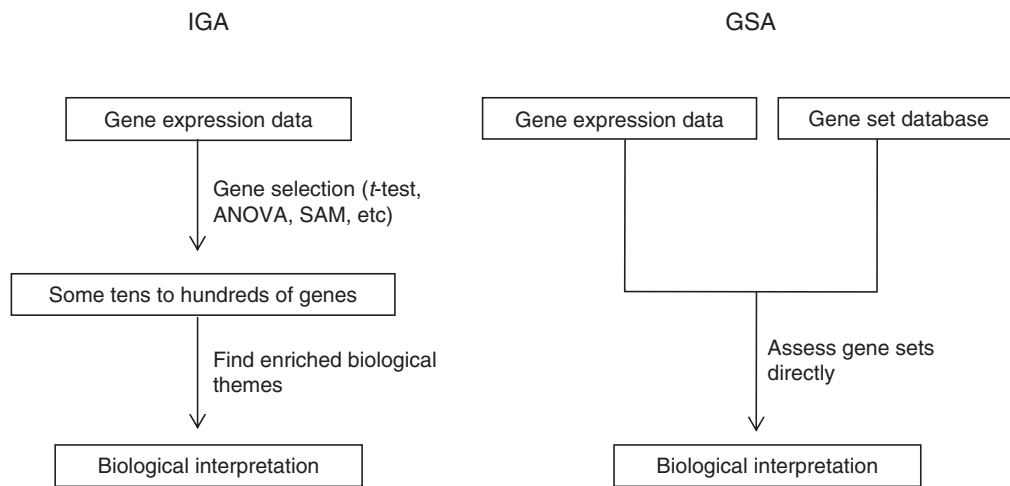 IGA
Gene expression data
Gene selection (t-test,
ANOVA, SAM, etc)
Some tens to hundreds of genes
Find enriched biological
themes
Biological interpretation
GSA
Gene expression data
Gene set database
Assess gene sets
directly
Biological interpretation